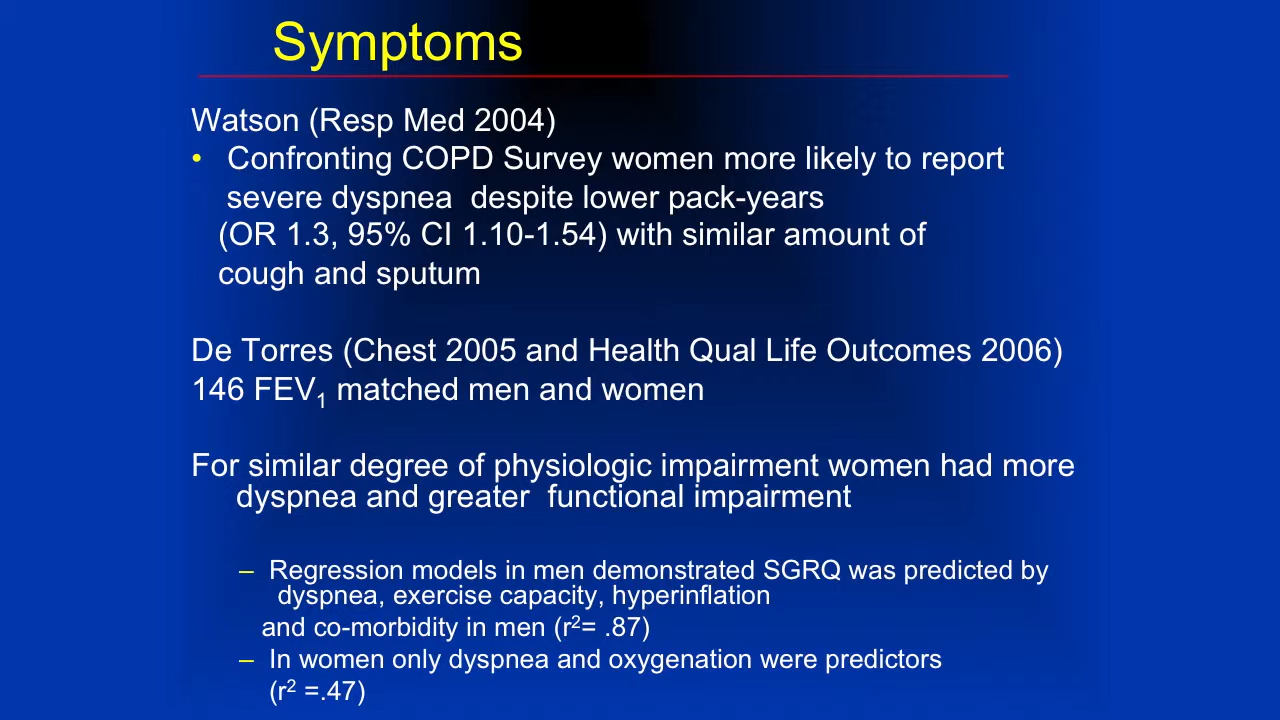 Symptoms
Watson (Resp Med 2004)
• Confronting COPD Survey women more likely to report
severe dyspnea despite lower pack-years
(OR 1.3, 95% CI 1.10-1.54) with similar amount of
cough and sputum
De Torres (Chest 2005 and Health Qual Life Outcomes 2006)
146 FEV₁ matched men and women
For similar degree of physiologic impairment women had more
dyspnea and greater functional impairment
– Regression models in men demonstrated SGRQ was predicted by
dyspnea, exercise capacity, hyperinflation
and co-morbidity in men (r²= .87)
– In women only dyspnea and oxygenation were predictors
(r² =.47)